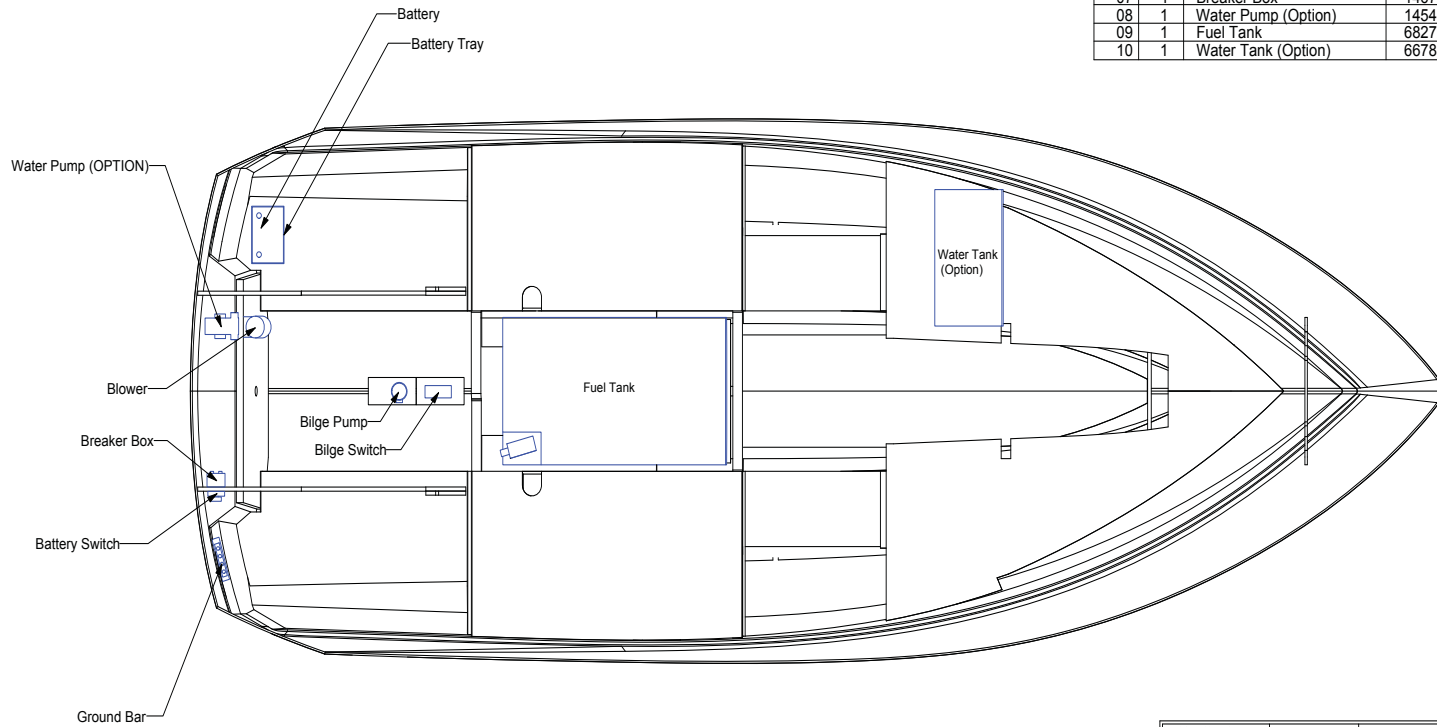 08 1 Water Pump (Option) 1454
09 1 Fuel Tank 6827
10 1 Water Tank (Option) 6678
Battery
Battery Tray
Water Pump (OPTION)
Water Tank
(Option)
Blower
Fuel Tank
Bilge Pump
Breaker Box
Bilge Switch
Battery Switch
Ground Bar